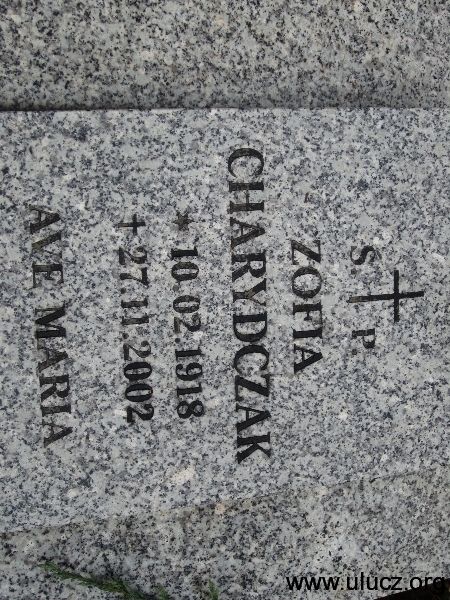 S. † P.
ZOFIA
CHARYDCZAK
* 10.02.1918
† 27.11.2002
AVE MARIA
www.ulucz.org